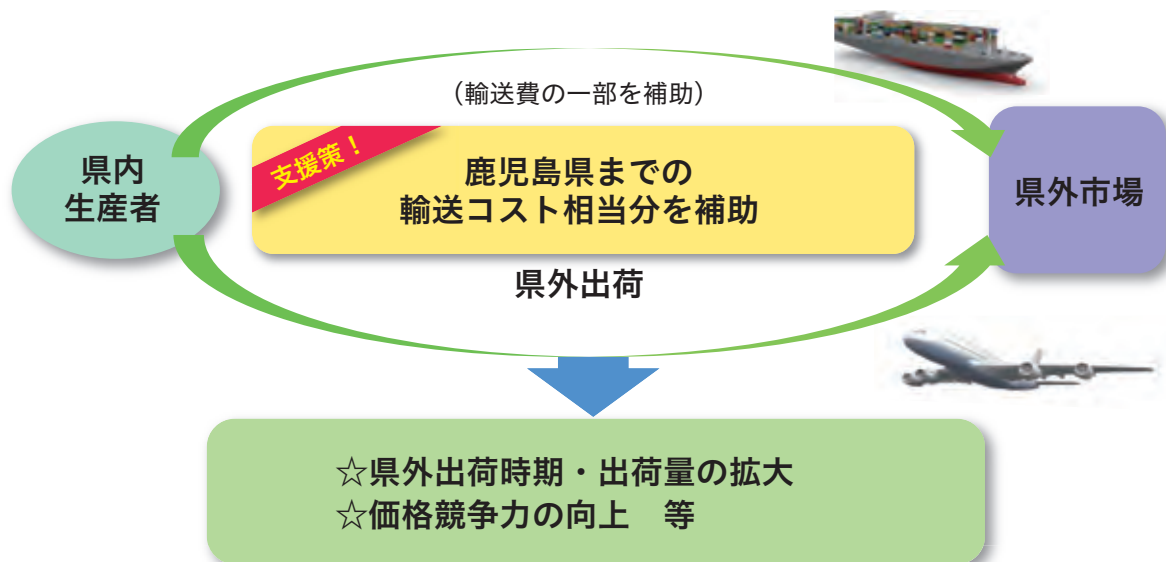 （輸送費の一部を補助）
県内
生産者
支援策！
鹿児島県までの
輸送コスト相当分を補助
県外市場
県外出荷
☆県外出荷時期・出荷量の拡大
☆価格競争力の向上　等